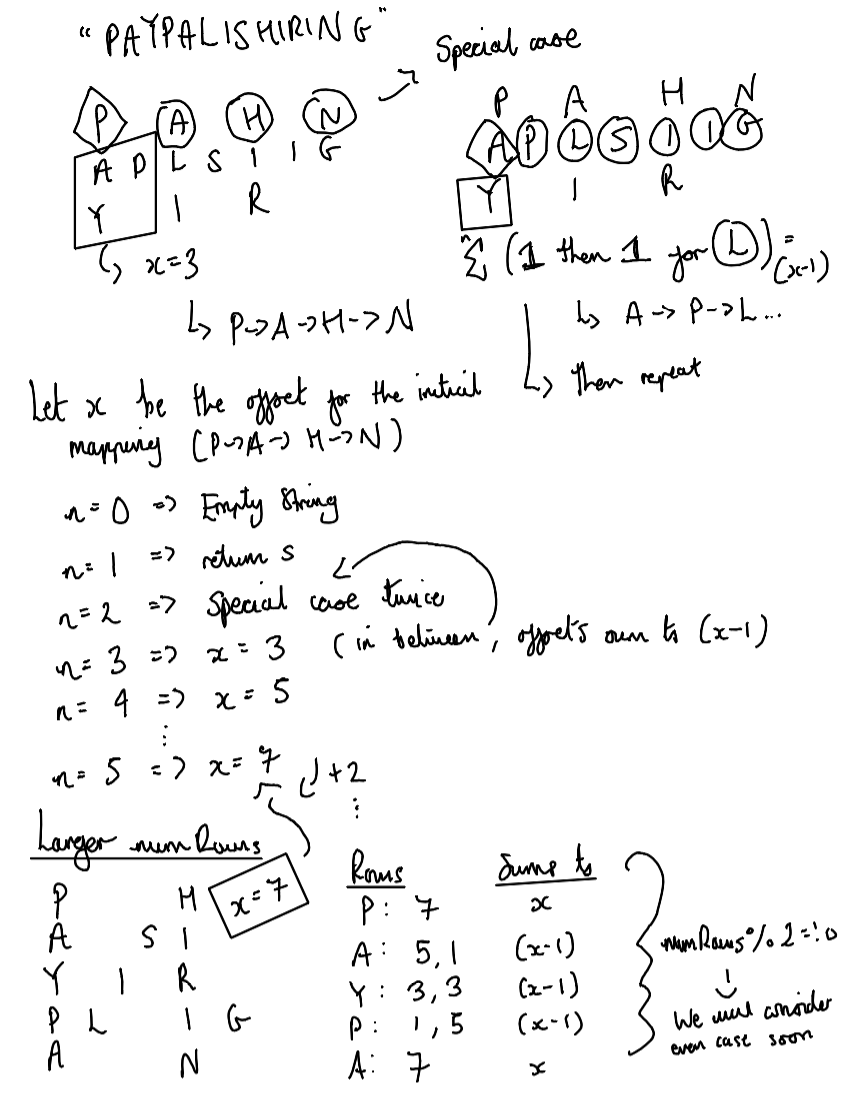 "PAYPALISHIRING"
Special case
P A H N
A P L S I I G
Y I R
x=3
P->A->H->N
P A H N
A P L S I I G
Y I R
n
Σ (1 then 1 for L) = (x-1)
A -> P -> L...
then repeat
Let x be the offset for the initial
mapping (P->A-> H->N)
n= 0 => Empty String
n= 1 => return s
n= 2 => Special case twice
(in between, offsets sum to (x-1)
n= 3 => x = 3
n= 4 => x = 5
⋮
n= 5 => x= 7
+2
⋮
Larger numRows
P H
A S I
Y I R
P L I G
A N
x=7
Rows Sums to
P: 7 x
A: 5,1 (x-1)
Y: 3,3 (x-1)
P: 1,5 (x-1)
A: 7 x
numRows % 2 =!0
We must consider
even case soon